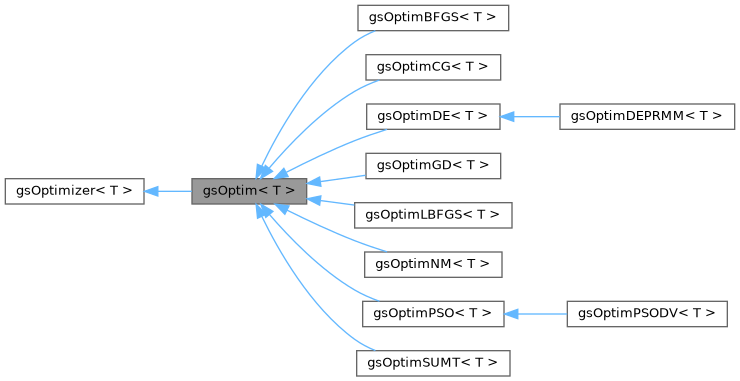 gsOptimizer< T >
gsOptim< T >
gsOptimBFGS< T >
gsOptimCG< T >
gsOptimDE< T >
gsOptimDEPRMM< T >
gsOptimGD< T >
gsOptimLBFGS< T >
gsOptimNM< T >
gsOptimPSO< T >
gsOptimPSODV< T >
gsOptimSUMT< T >